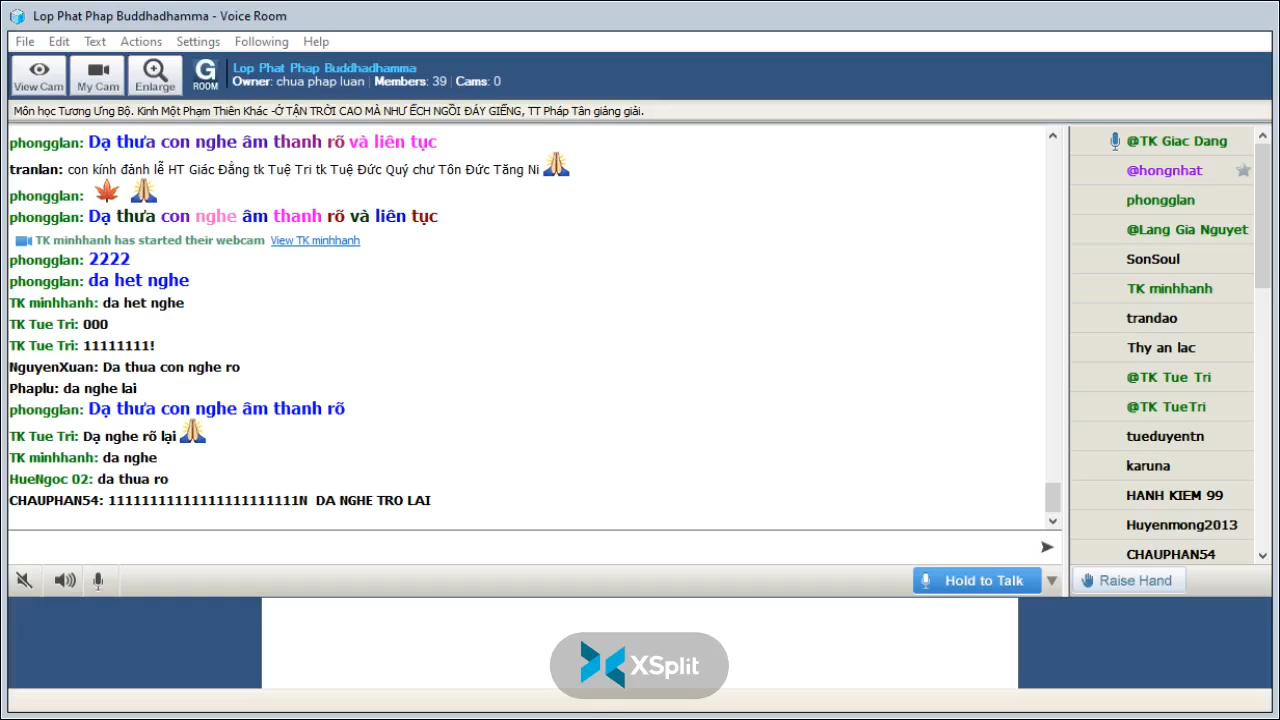 Lop Phat Phap Buddhadhamma - Voice Room
File Edit Text Actions Settings Following Help
View Cam My Cam Enlarge G ROOM
Lop Phat Phap Buddhadhamma
Owner: chua phap luan | Members: 39 | Cams: 0
Môn học Tương Ưng Bộ. Kinh Một Phạm Thiên Khác -Ở TẬN TRỜI CAO MÀ NHƯ ẾCH NGỒI ĐÁY GIẾNG, TT Pháp Tân giảng giải.
phongglan: Dạ thưa con nghe âm thanh rõ và liên tục
tranlan: con kính đảnh lễ HT Giác Đẳng tk Tuệ Tri tk Tuệ Đức Quý chư Tôn Đức Tăng Ni
phongglan:
phongglan: Dạ thưa con nghe âm thanh rõ và liên tục
TK minhhanh has started their webcam View TK minhhanh
phongglan: 2222
phongglan: da het nghe
TK minhhanh: da het nghe
TK Tue Tri: 000
TK Tue Tri: 11111111!
NguyenXuan: Da thua con nghe ro
Phaplu: da nghe lai
phongglan: Dạ thưa con nghe âm thanh rõ
TK Tue Tri: Dạ nghe rõ lại
TK minhhanh: da nghe
HueNgoc 02: da thua ro
CHAUPHAN54: 11111111111111111111111N DA NGHE TRO LAI
@TK Giac Dang
@hongnhat
phongglan
@Lang Gia Nguyet
SonSoul
TK minhhanh
trandao
Thy an lac
@TK Tue Tri
@TK TueTri
tueduyentn
karuna
HANH KIEM 99
Huyenmong2013
CHAUPHAN54
Hold to Talk
Raise Hand
XSplit